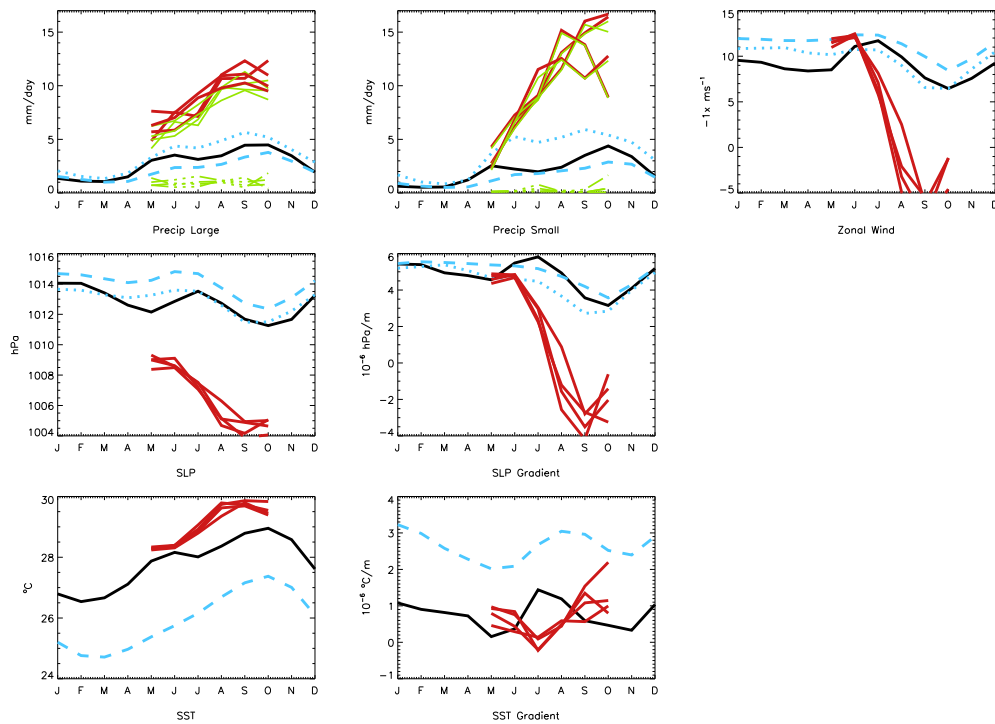 mm/day
15
10
5
0
J F M A M J J A S O N D
Precip Large
mm/day
15
10
5
0
J F M A M J J A S O N D
Precip Small
-1x ms⁻¹
15
10
5
0
-5
J F M A M J J A S O N D
Zonal Wind
hPa
1016
1014
1012
1010
1008
1006
1004
J F M A M J J A S O N D
SLP
10⁻⁶ hPa/m
6
4
2
0
-2
-4
J F M A M J J A S O N D
SLP Gradient
°C
30
28
26
24
J F M A M J J A S O N D
SST
10⁻⁶ °C/m
4
3
2
1
0
-1
J F M A M J J A S O N D
SST Gradient